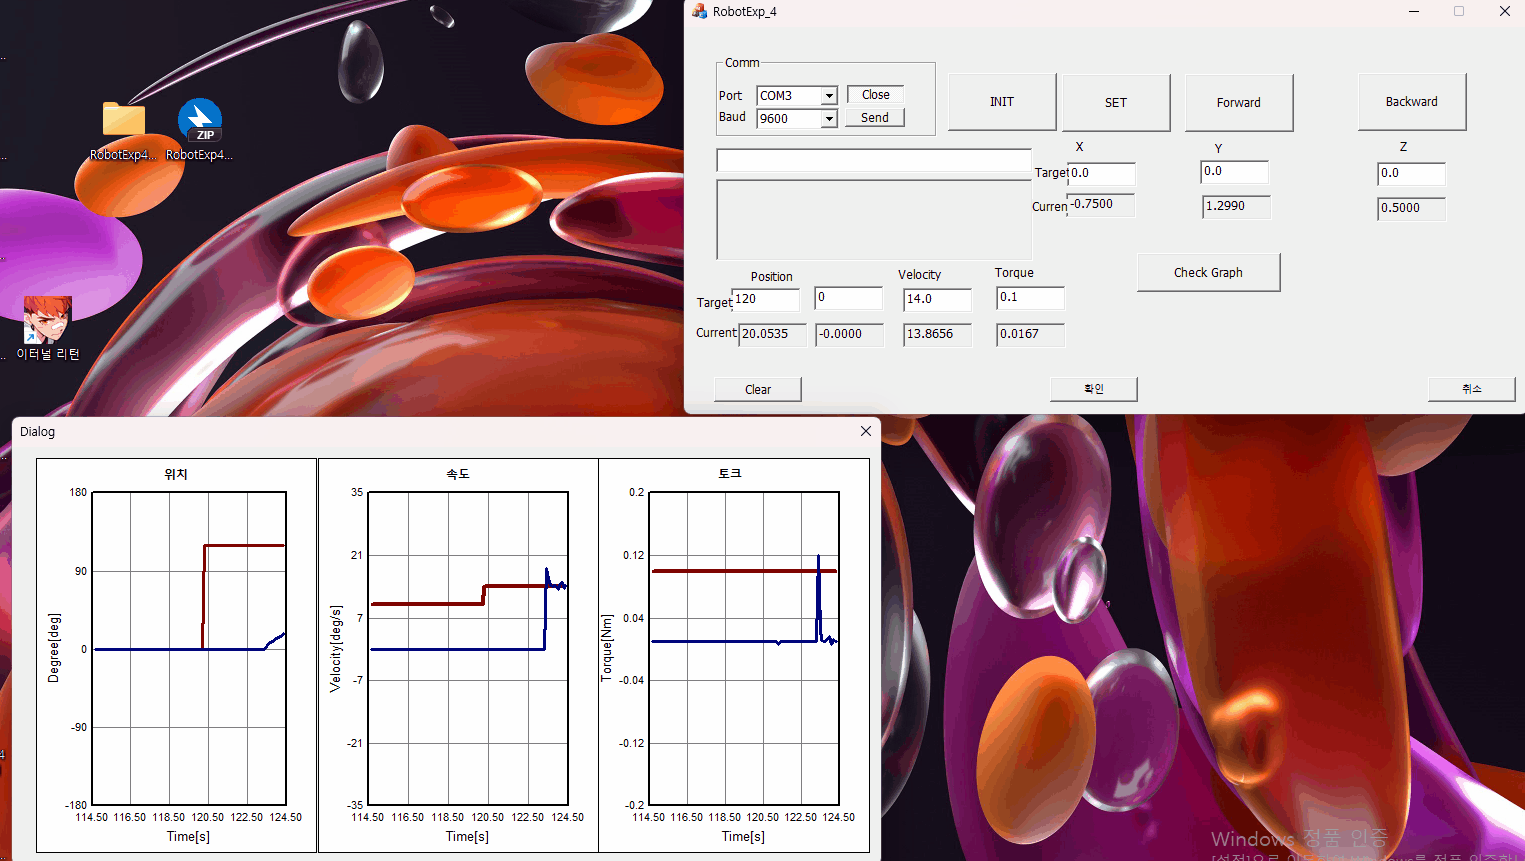 RobotExp_4
Comm
Port COM3 Close
Baud 9600 Send
INIT SET Forward Backward
X Y Z
Target 0.0 0.0 0.0
Curren -0.7500 1.2990 0.5000
Check Graph
Position Velocity Torque
Target 120 0 14.0 0.1
Current 20.0535 -0.0000 13.8656 0.0167
Clear 확인 취소
RobotExp4... RobotExp4...
ZIP
이터널 리턴
Dialog
위치
180
90
0
-90
-180
Degree[deg]
114.50 116.50 118.50 120.50 122.50 124.50
Time[s]
속도
35
21
7
-7
-21
-35
Velocity[deg/s]
114.50 116.50 118.50 120.50 122.50 124.50
Time[s]
토크
0.2
0.12
0.04
-0.04
-0.12
-0.2
Torque[Nm]
114.50 116.50 118.50 120.50 122.50 124.50
Time[s]
Windows 정품 인증